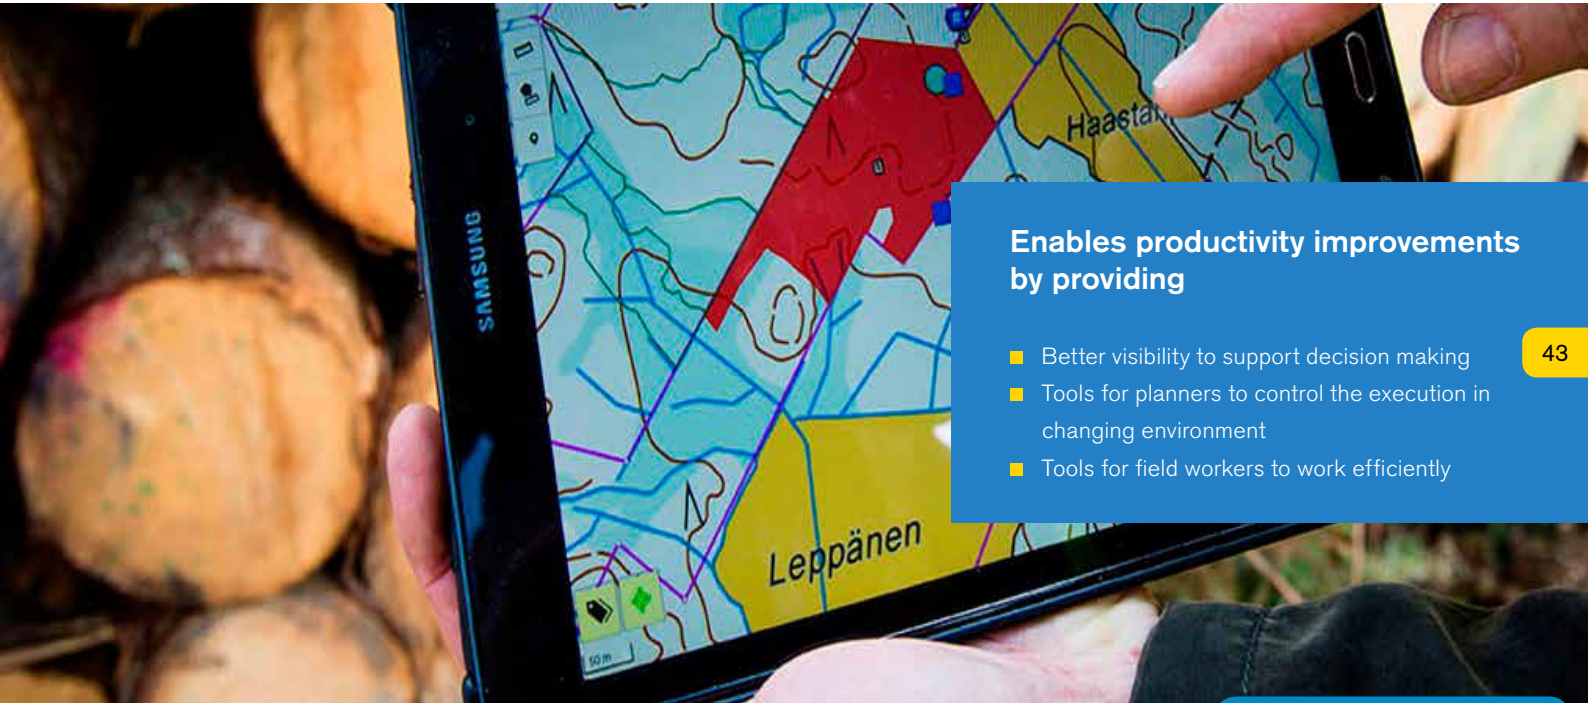 SAMSUNG
Leppänen
50 m
Enables productivity improvements
by providing
Better visibility to support decision making
Tools for planners to control the execution in
changing environment
Tools for field workers to work efficiently
43